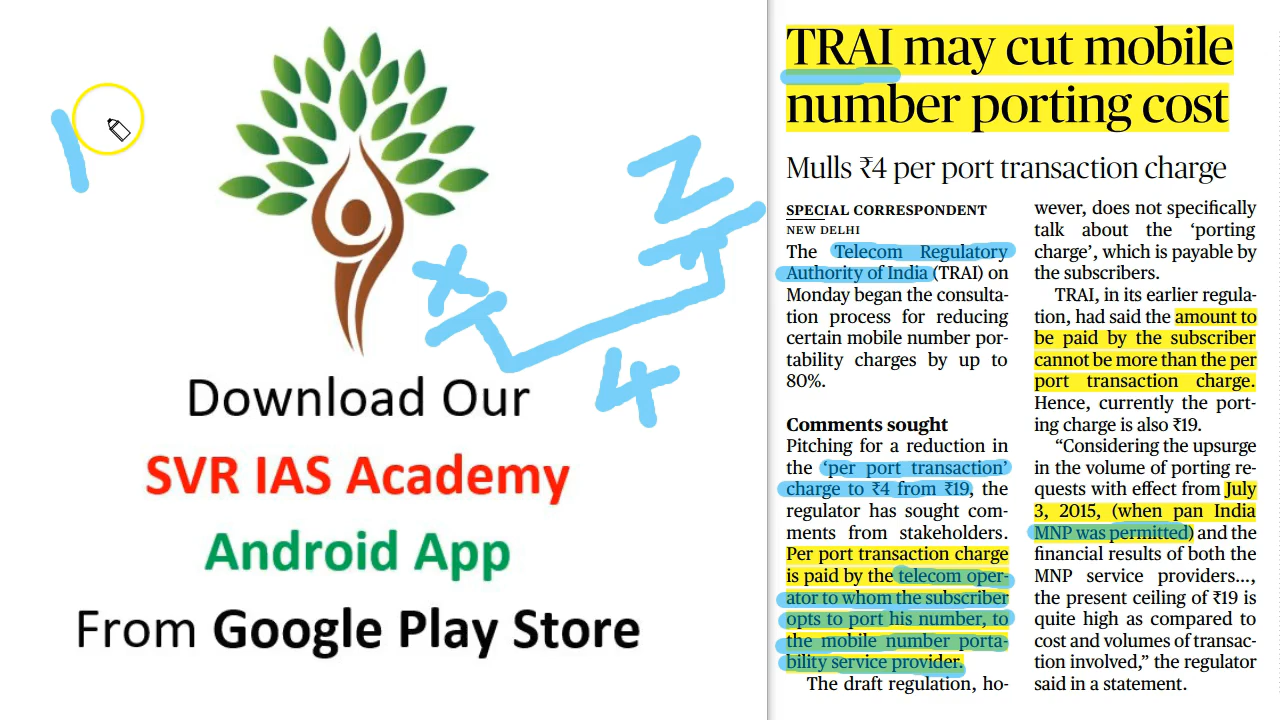 Download Our
SVR IAS Academy
Android App
From Google Play Store
4
TRAI may cut mobile
number porting cost
Mulls ₹4 per port transaction charge
SPECIAL CORRESPONDENT
NEW DELHI
The Telecom Regulatory
Authority of India (TRAI) on
Monday began the consulta-
tion process for reducing
certain mobile number por-
tability charges by up to
80%.
Comments sought
Pitching for a reduction in
the ‘per port transaction’
charge to ₹4 from ₹19, the
regulator has sought com-
ments from stakeholders.
Per port transaction charge
is paid by the telecom oper-
ator to whom the subscriber
opts to port his number, to
the mobile number porta-
bility service provider.
The draft regulation, ho-
wever, does not specifically
talk about the ‘porting
charge’, which is payable by
the subscribers.
TRAI, in its earlier regula-
tion, had said the amount to
be paid by the subscriber
cannot be more than the per
port transaction charge.
Hence, currently the port-
ing charge is also ₹19.
“Considering the upsurge
in the volume of porting re-
quests with effect from July
3, 2015, (when pan India
MNP was permitted) and the
financial results of both the
MNP service providers...,
the present ceiling of ₹19 is
quite high as compared to
cost and volumes of transac-
tion involved,” the regulator
said in a statement.